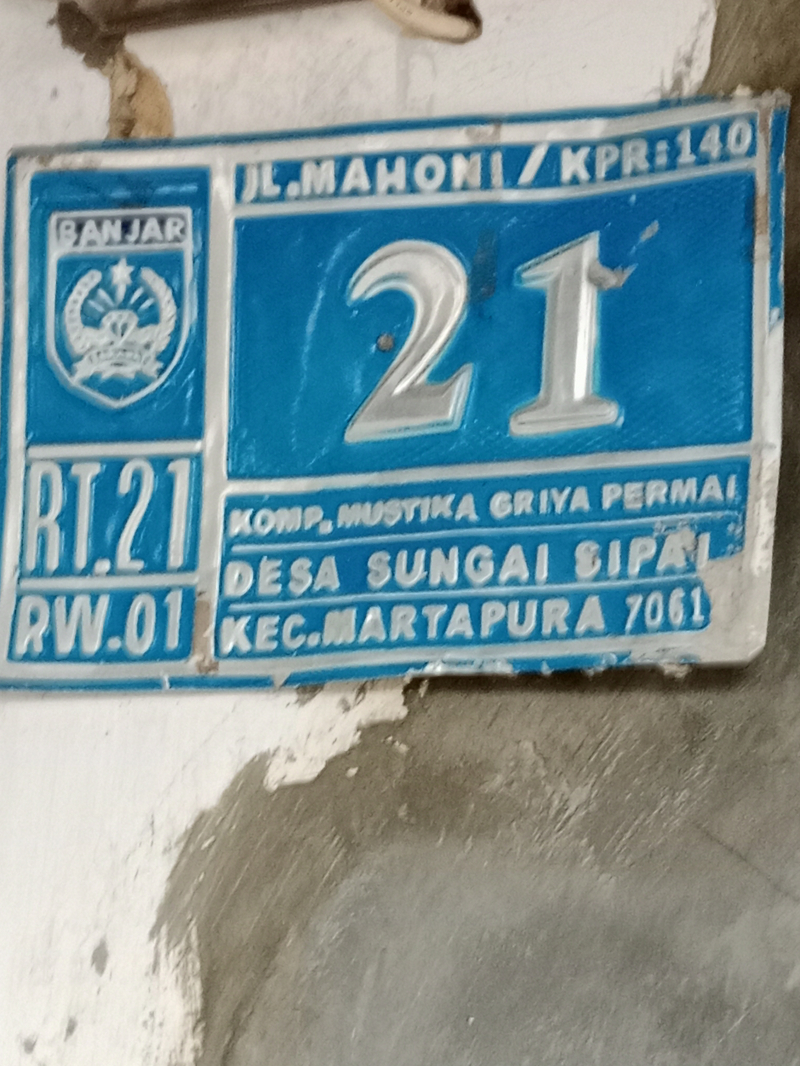 JL.MAHONI / KPR:140
BANJAR
21
RT.21
RW.01
KOMP. MUSTIKA GRIYA PERMAI
DESA SUNGAI SIPAI
KEC.MARTAPURA 7061